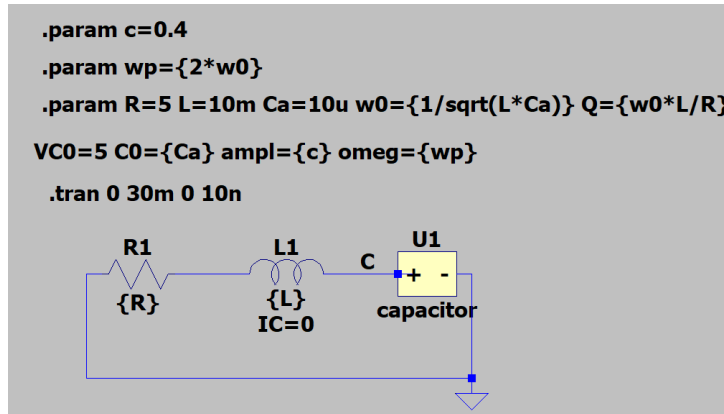 .param c=0.4
.param wp={2*w0}
.param R=5 L=10m Ca=10u w0={1/sqrt(L*Ca)} Q={w0*L/R}
VC0=5 C0={Ca} ampl={c} omeg={wp}
.tran 0 30m 0 10n
R1 L1 C U1
+ -
{R} {L} capacitor
IC=0